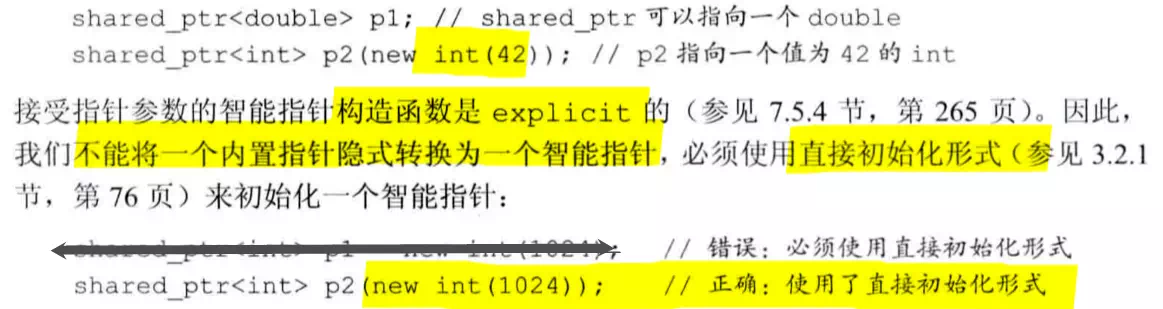 shared_ptr<double> p1; // shared_ptr 可以指向一个 double
shared_ptr<int> p2(new int(42)); // p2 指向一个值为 42 的 int
接受指针参数的智能指针构造函数是 explicit 的（参见 7.5.4 节，第 265 页）。因此，
我们不能将一个内置指针隐式转换为一个智能指针，必须使用直接初始化形式（参见 3.2.1
节，第 76 页）来初始化一个智能指针：
shared_ptr<int> p1 = new int(1024); // 错误：必须使用直接初始化形式
shared_ptr<int> p2(new int(1024)); // 正确：使用了直接初始化形式